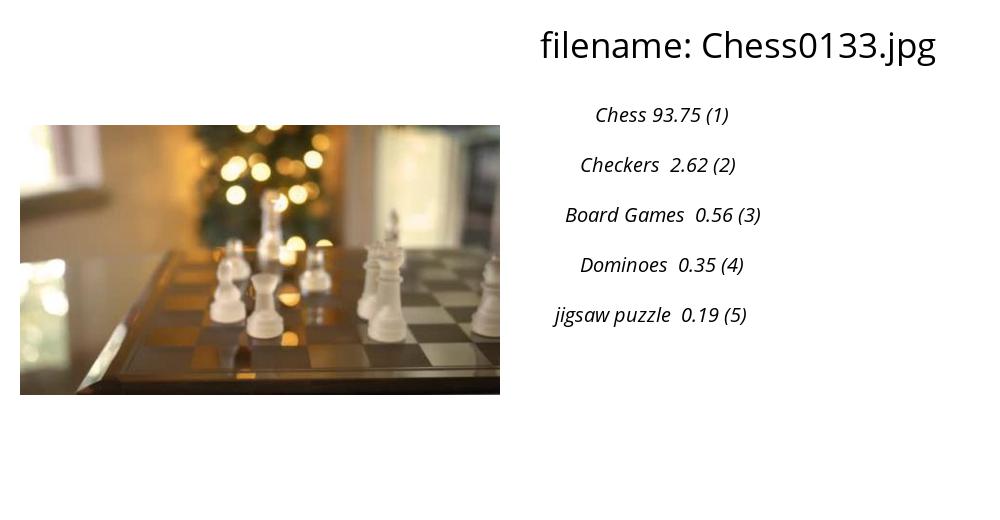 filename: Chess0133.jpg
Chess 93.75 (1)
Checkers 2.62 (2)
Board Games 0.56 (3)
Dominoes 0.35 (4)
jigsaw puzzle 0.19 (5)